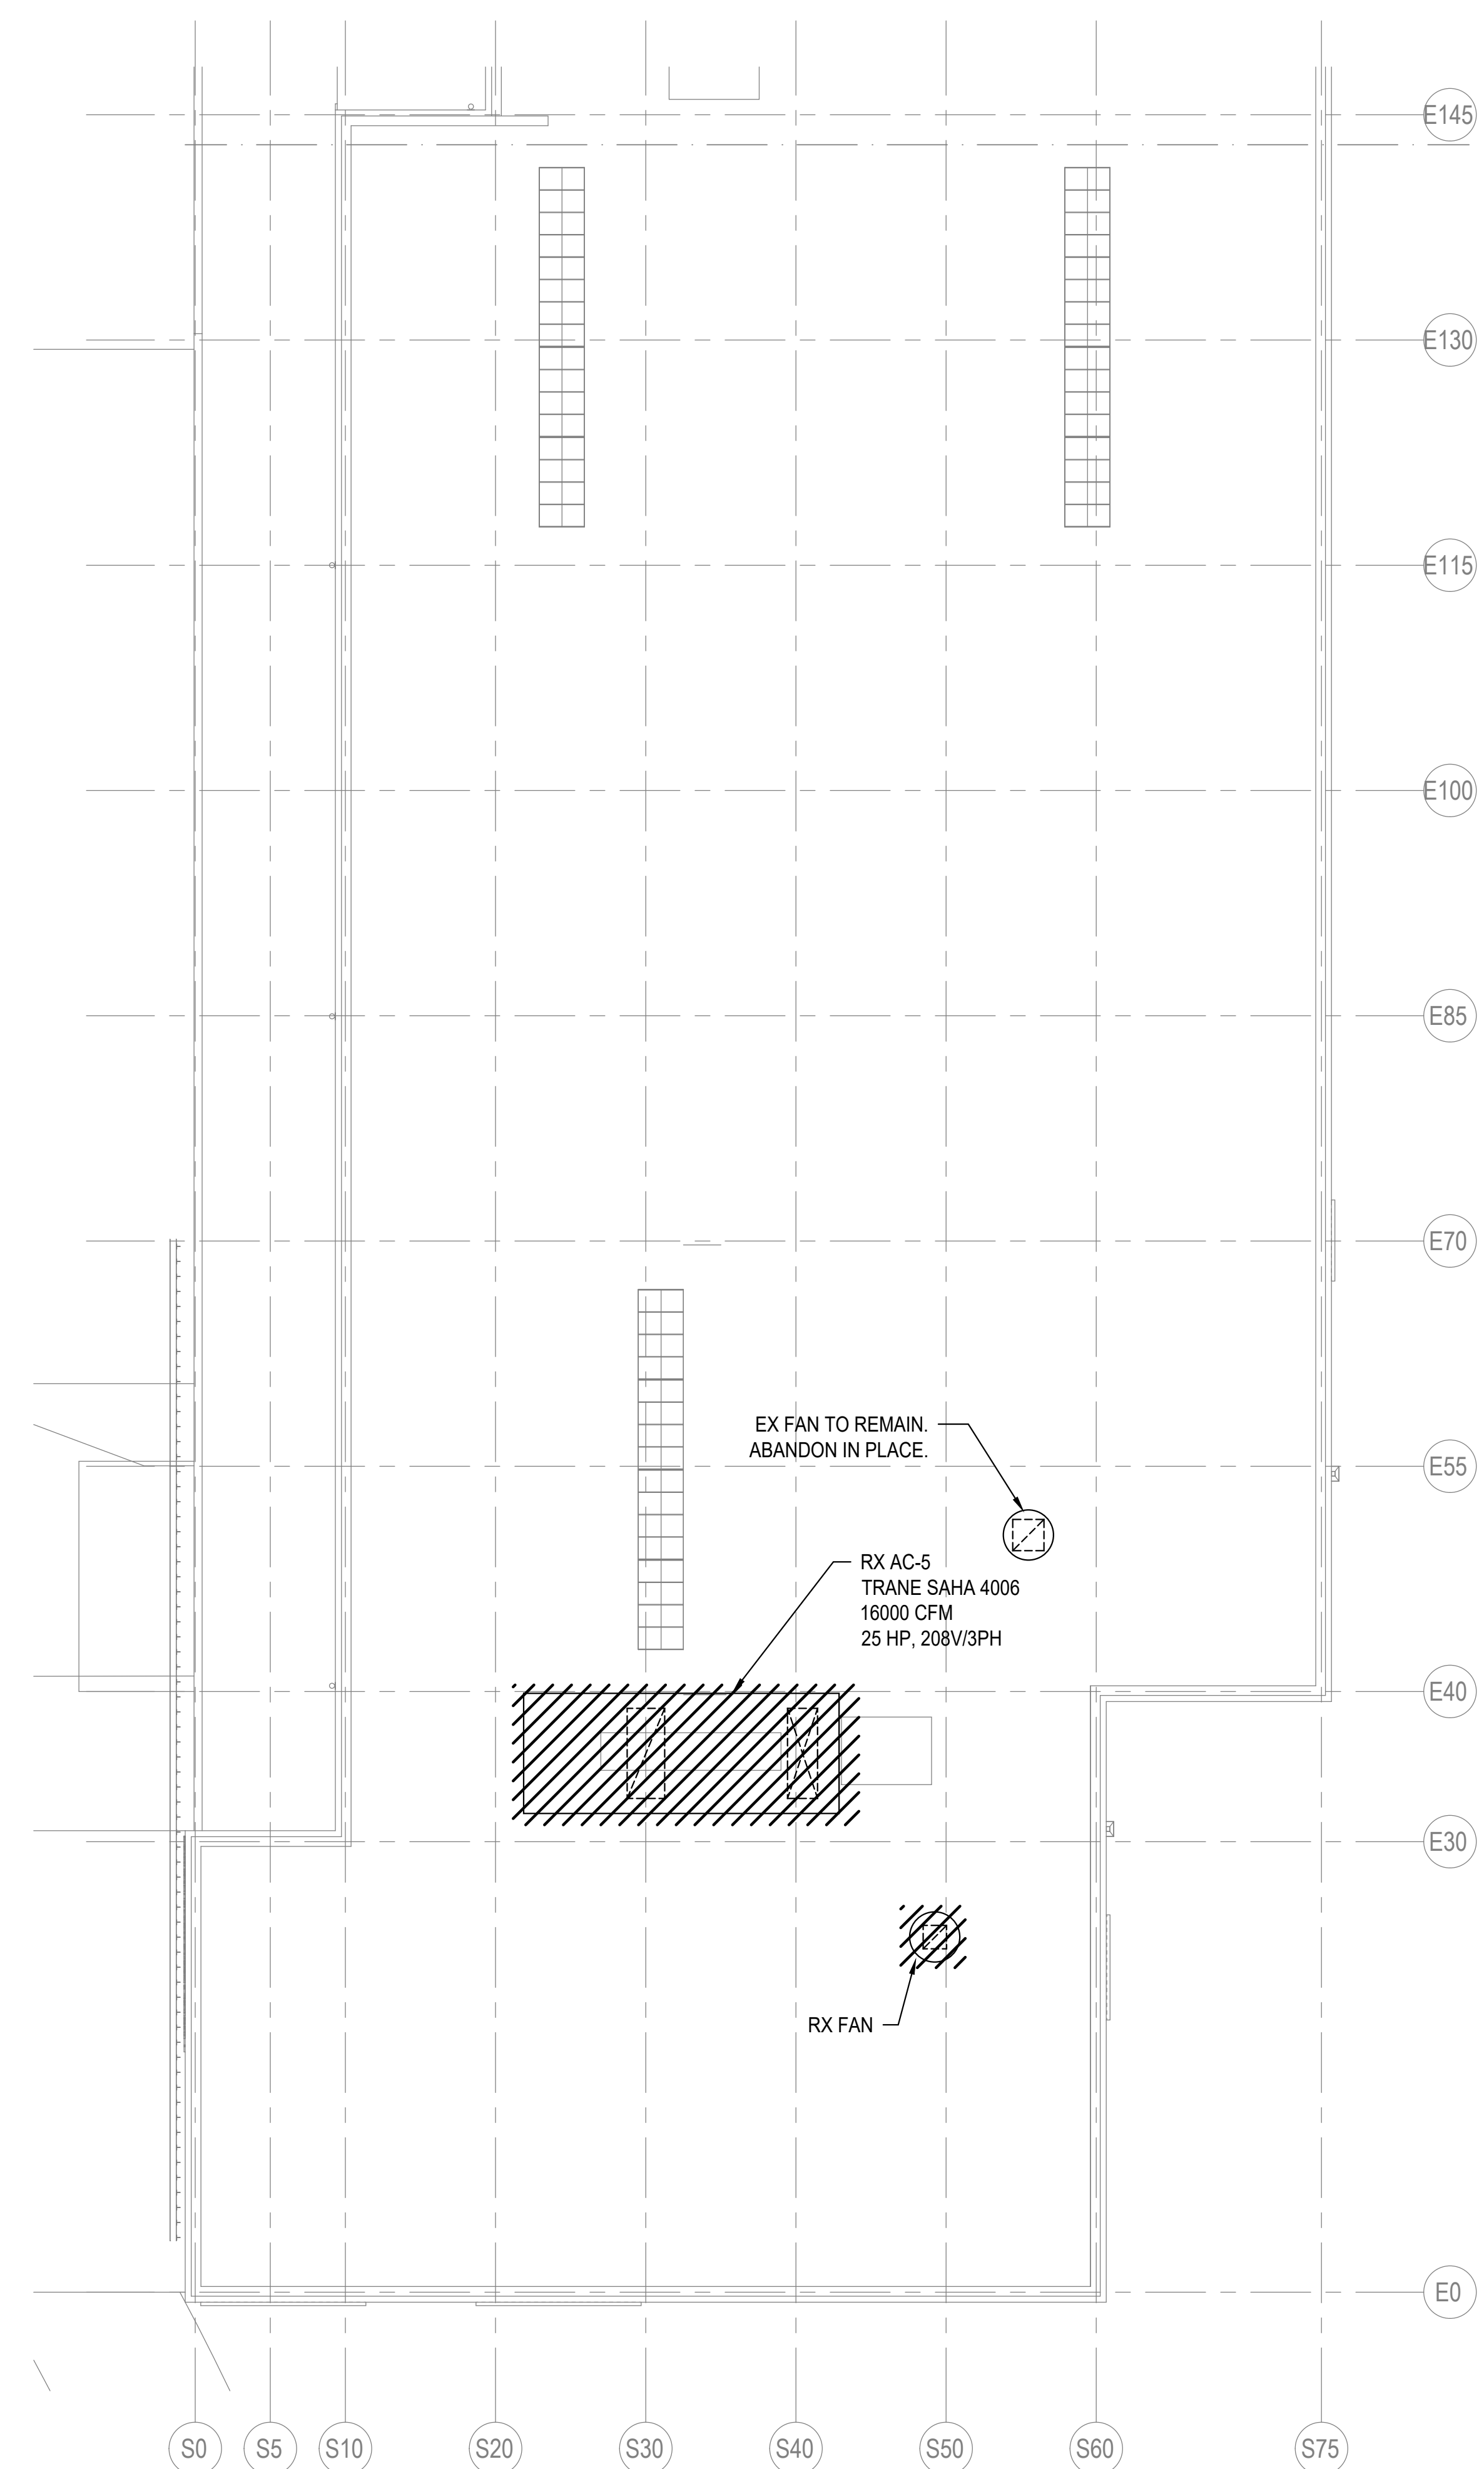 E145
E130
E115
E100
E85
E70
EX FAN TO REMAIN.
ABANDON IN PLACE.
E55
RX AC-5
TRANE SAHA 4006
16000 CFM
25 HP, 208V/3PH
E40
E30
RX FAN
E0
S0
S5
S10
S20
S30
S40
S50
S60
S75